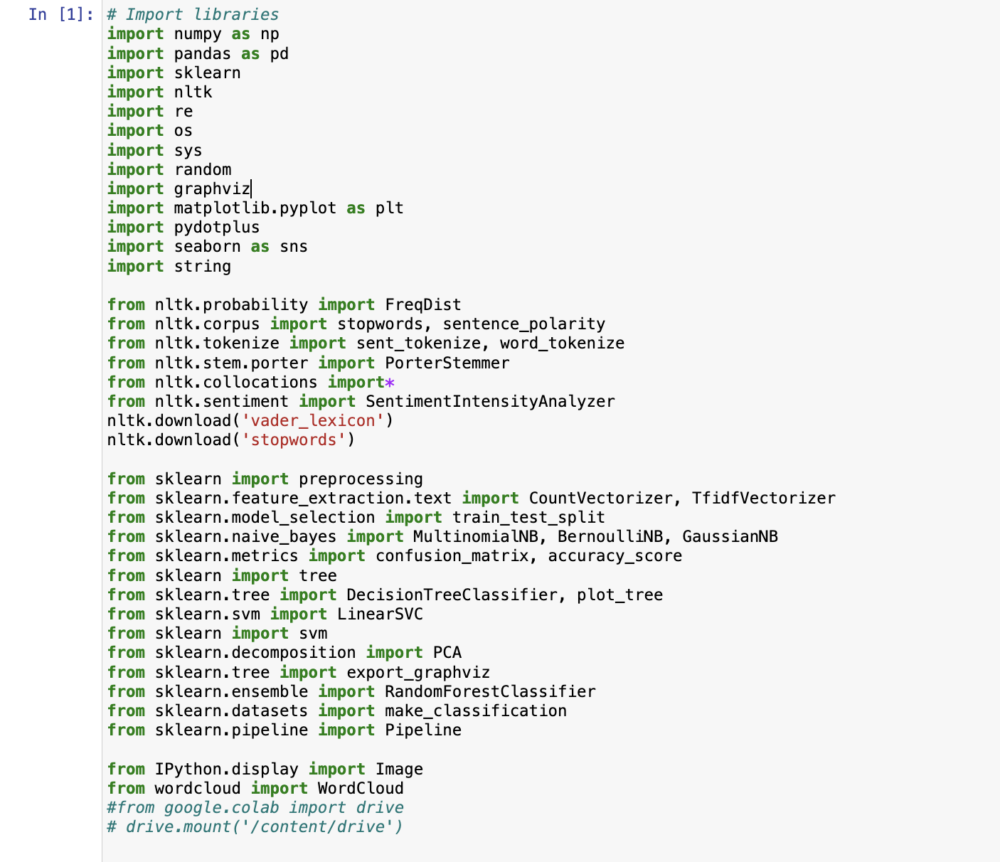 In [1]: # Import libraries
import numpy as np
import pandas as pd
import sklearn
import nltk
import re
import os
import sys
import random
import graphviz
import matplotlib.pyplot as plt
import pydotplus
import seaborn as sns
import string

from nltk.probability import FreqDist
from nltk.corpus import stopwords, sentence_polarity
from nltk.tokenize import sent_tokenize, word_tokenize
from nltk.stem.porter import PorterStemmer
from nltk.collocations import*
from nltk.sentiment import SentimentIntensityAnalyzer
nltk.download('vader_lexicon')
nltk.download('stopwords')

from sklearn import preprocessing
from sklearn.feature_extraction.text import CountVectorizer, TfidfVectorizer
from sklearn.model_selection import train_test_split
from sklearn.naive_bayes import MultinomialNB, BernoulliNB, GaussianNB
from sklearn.metrics import confusion_matrix, accuracy_score
from sklearn import tree
from sklearn.tree import DecisionTreeClassifier, plot_tree
from sklearn.svm import LinearSVC
from sklearn import svm
from sklearn.decomposition import PCA
from sklearn.tree import export_graphviz
from sklearn.ensemble import RandomForestClassifier
from sklearn.datasets import make_classification
from sklearn.pipeline import Pipeline

from IPython.display import Image
from wordcloud import WordCloud
#from google.colab import drive
# drive.mount('/content/drive')